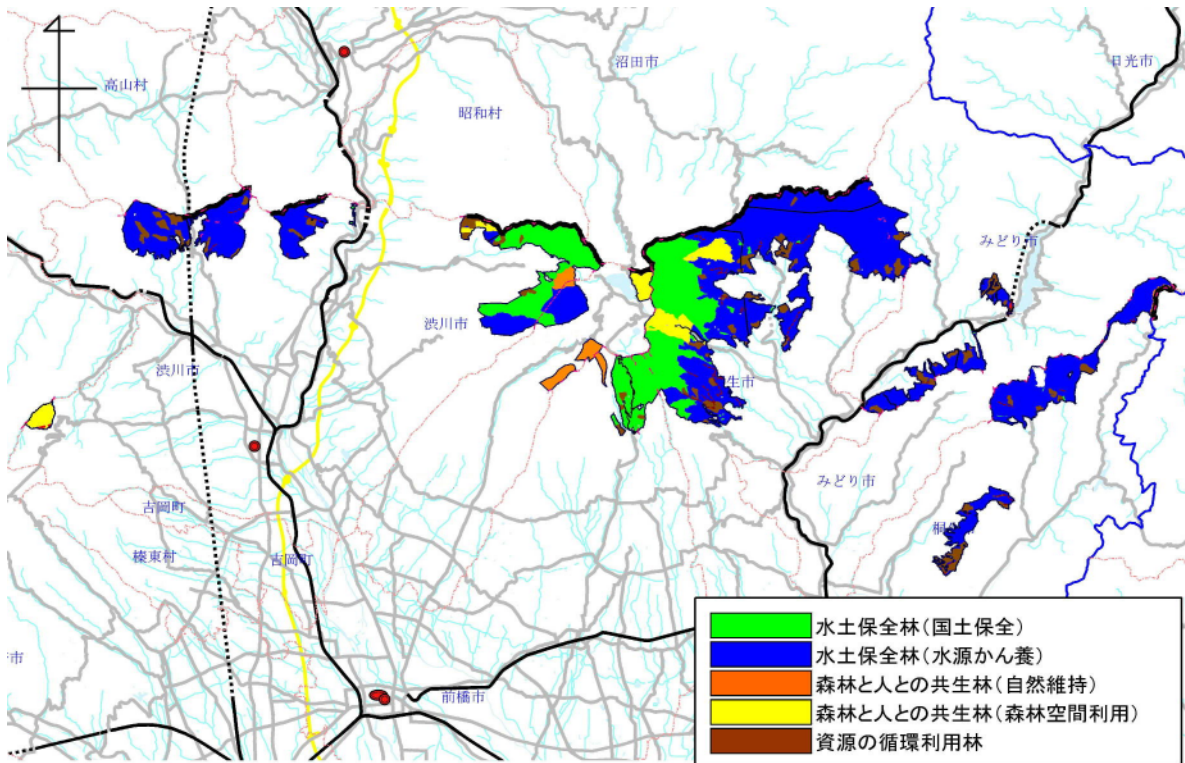 沼田市
日光市
高山村
昭和村
みどり市
渋川市
渋川市
生市
みどり市
吉岡町
桐
榛東村
吉岡町
市
前橋市
水土保全林(国土保全)
水土保全林(水源かん養)
森林と人との共生林(自然維持)
森林と人との共生林(森林空間利用)
資源の循環利用林